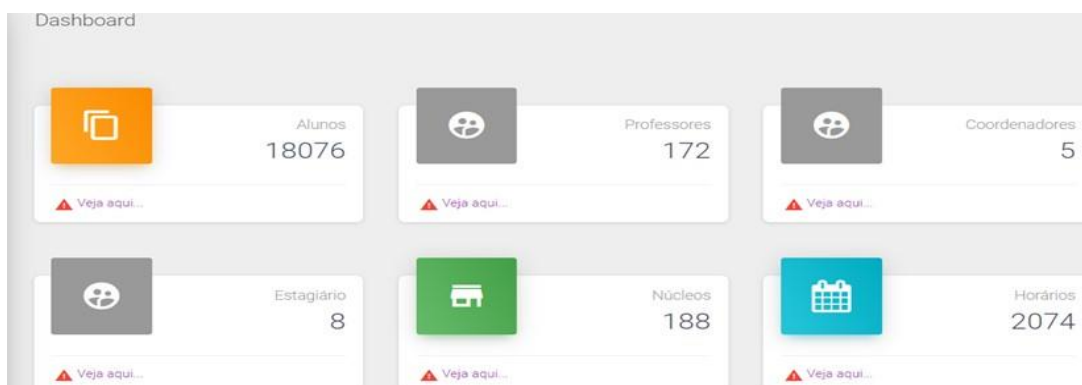 Dashboard
Alunos
18076
Veja aqui...
Professores
172
Veja aqui...
Coordenadores
5
Veja aqui...
Estagiário
8
Veja aqui...
Núcleos
188
Veja aqui...
Horários
2074
Veja aqui...